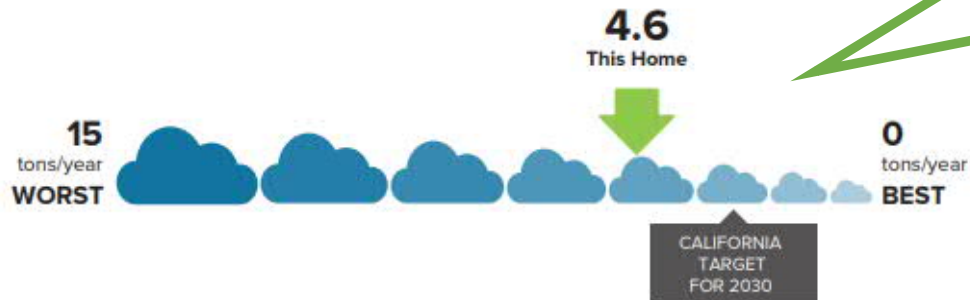 4.6
This Home
15
tons/year
WORST
0
tons/year
BEST
CALIFORNIA
TARGET
FOR 2030